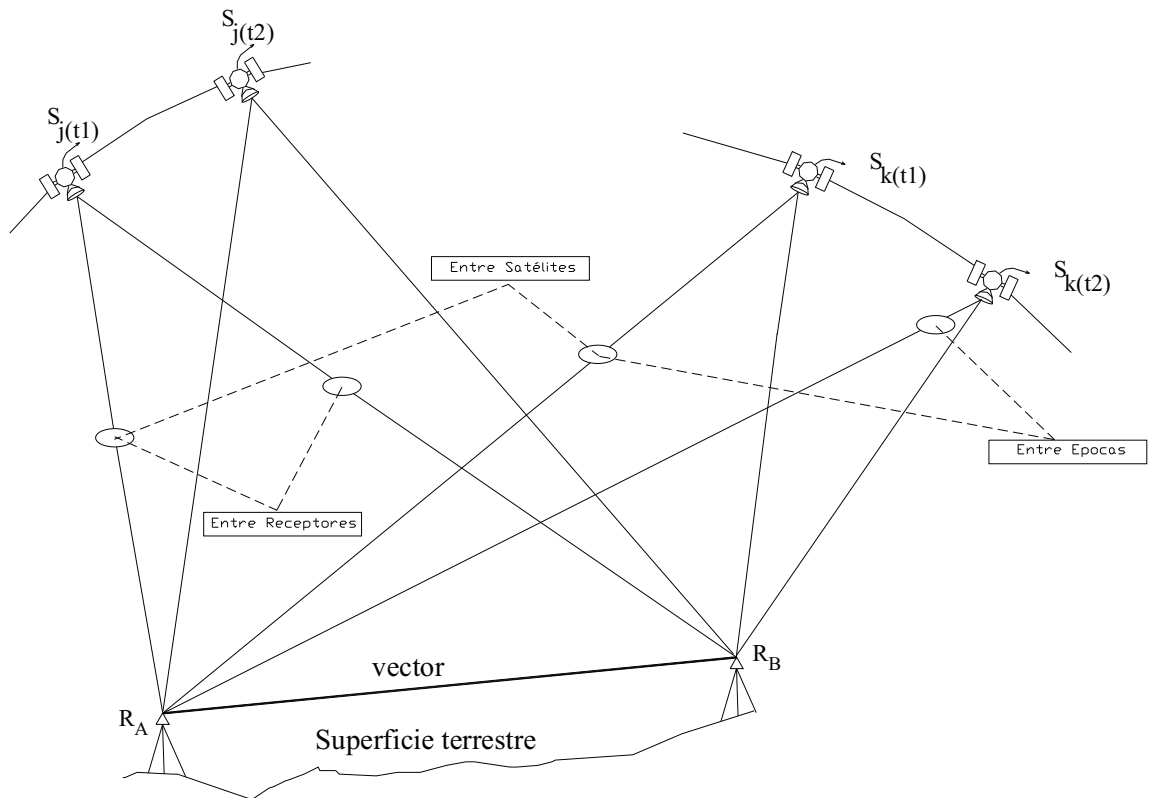 S j(t2)
S j(t1)
S k(t1)
Entre Satélites
S k(t2)
Entre Epocas
Entre Receptores
R B
vector
R A
Superficie terrestre